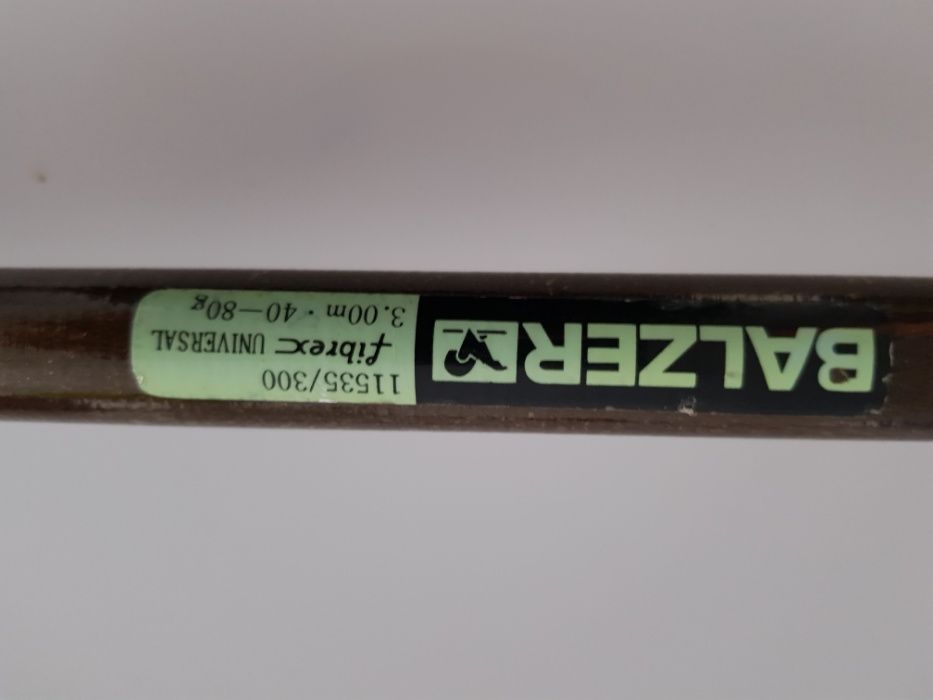 BALZER
11535/300
fibrex UNIVERSAL
3.00m · 40—80g